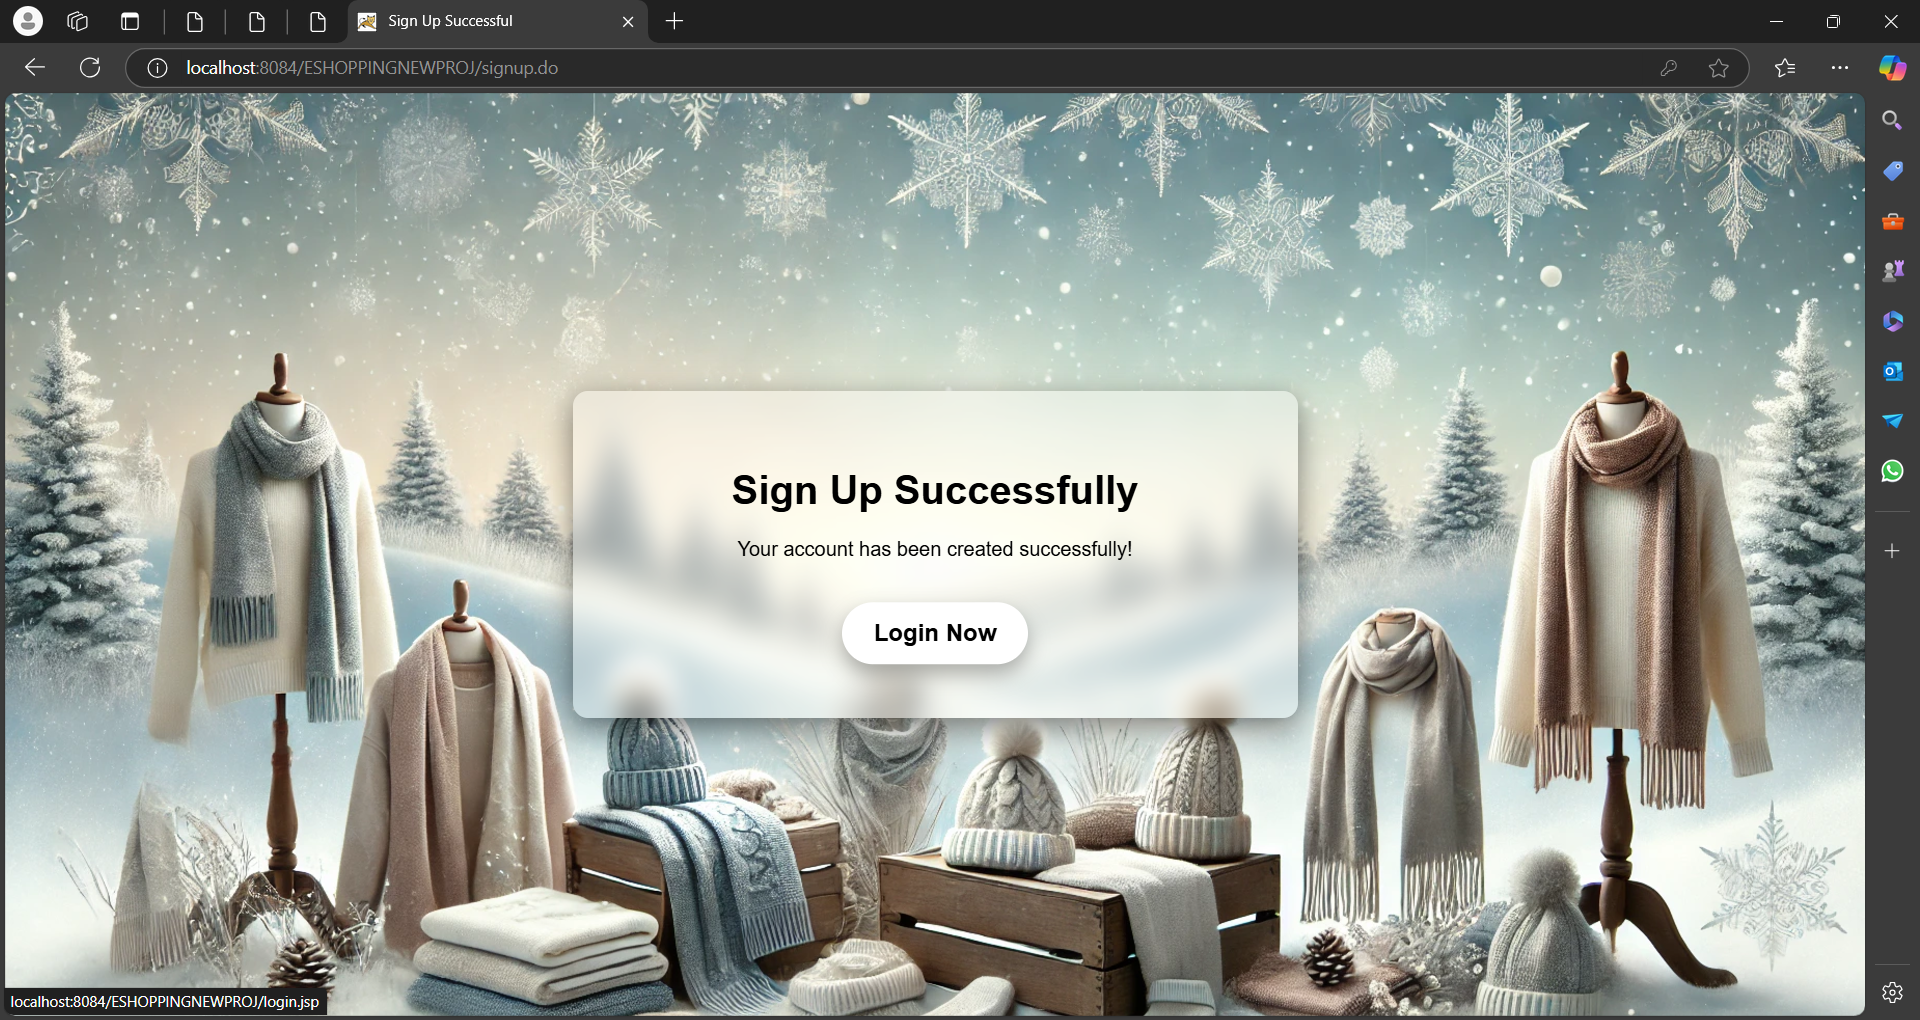 Sign Up Successful
localhost:8084/ESHOPPINGNEWPROJ/signup.do
Sign Up Successfully
Your account has been created successfully!
Login Now
localhost:8084/ESHOPPINGNEWPROJ/login.jsp